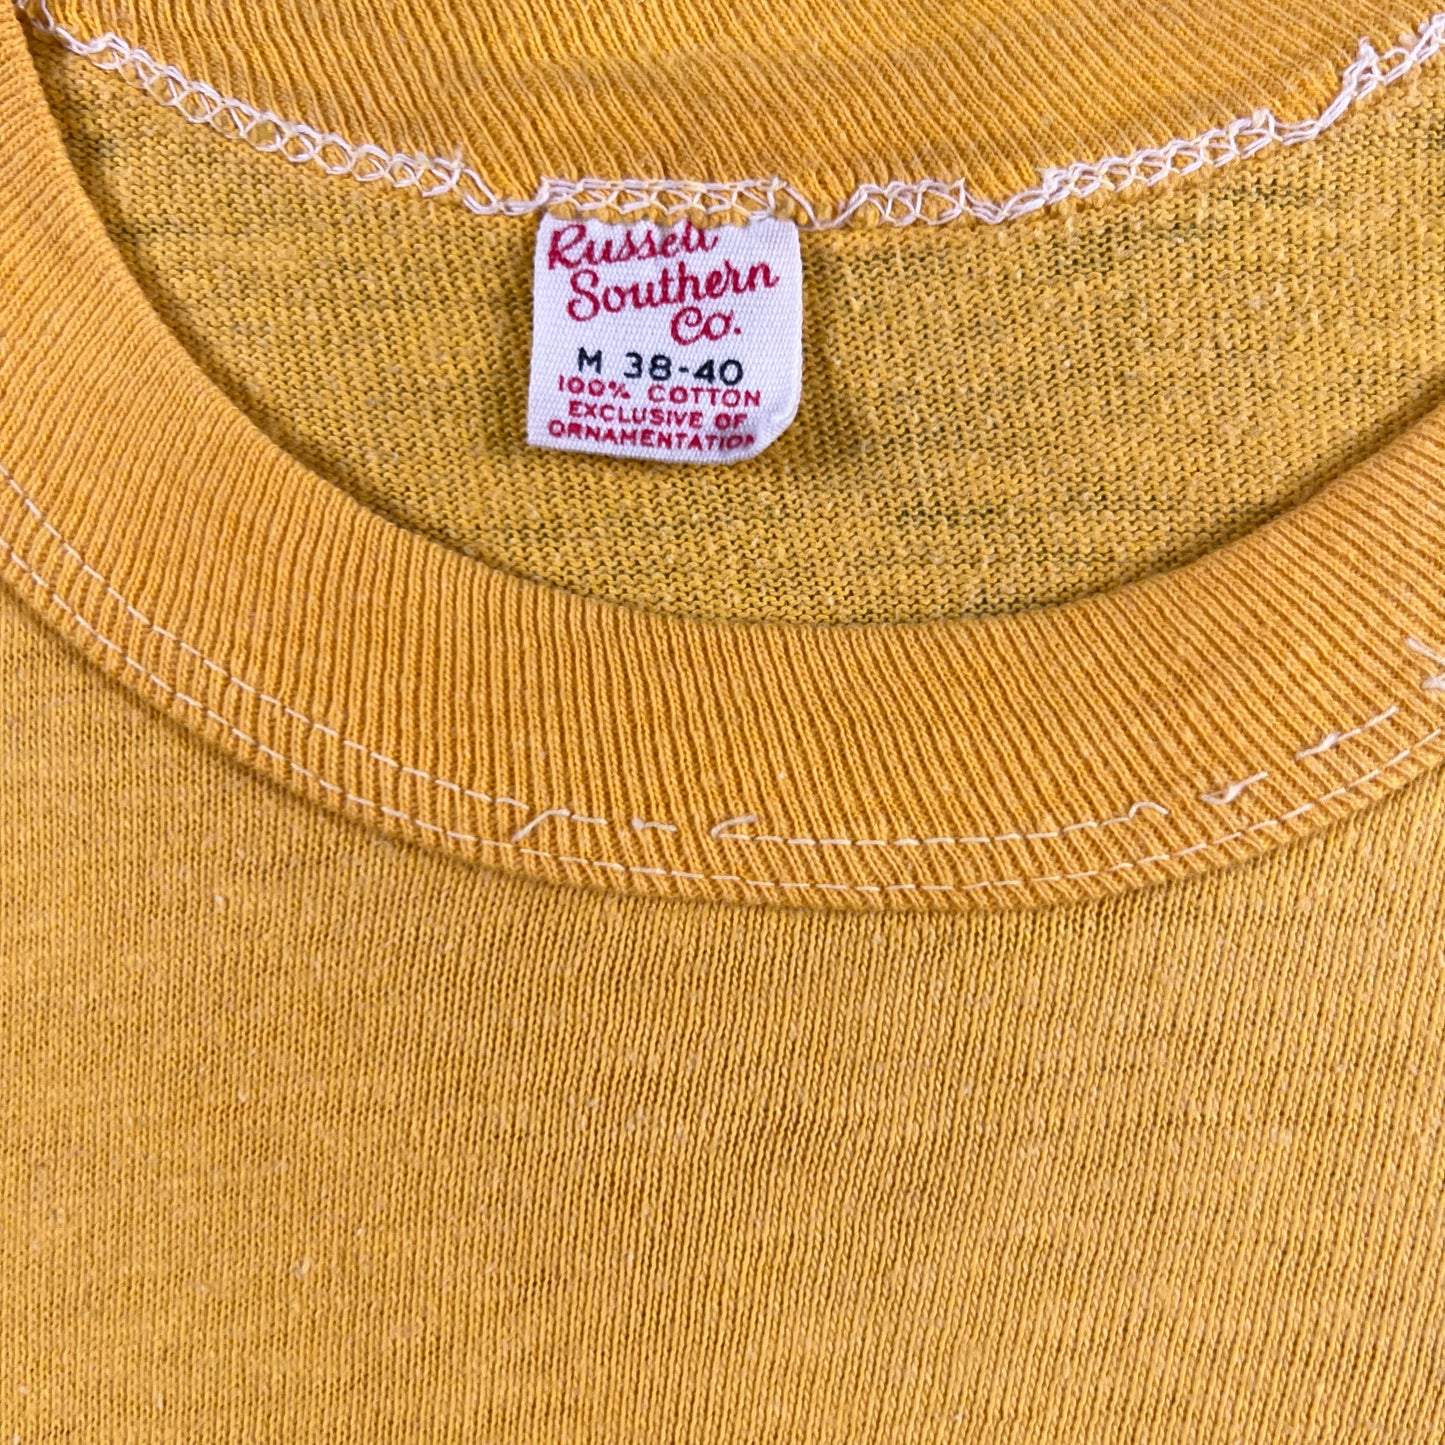 Russell
Southern
Co.
M 38-40
100% COTTON
EXCLUSIVE OF
ORNAMENTATION